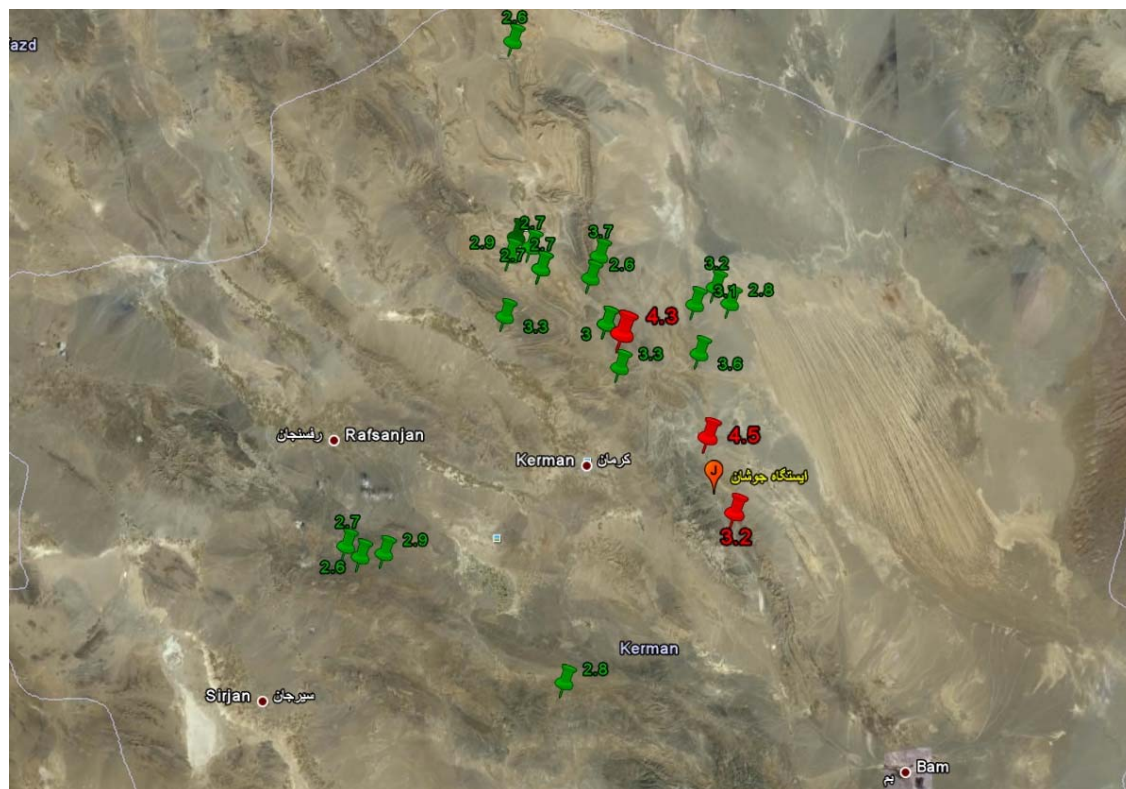 2.6
azd
2.7
2.9
2.7
2.7
3.7
2.6
3.2
3.1
2.8
3.3
3
4.3
3.3
3.6
رفسنجان Rafsanjan
4.5
Kerman کرمان
J
ایستگاه جوشان
3.2
2.7
2.9
2.6
Kerman
2.8
Sirjan سیرجان
Bam
بم